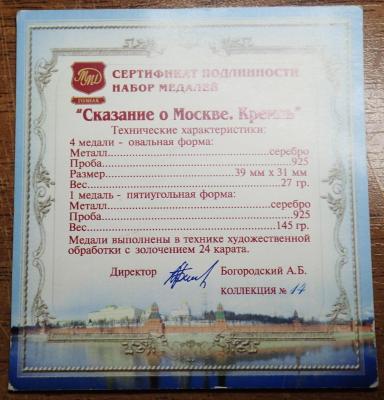 СЕРТИФИКАТ ПОДЛИННОСТИ
НАБОР МЕДАЛЕЙ
"Сказание о Москве. Кремль"
Технические характеристики:
4 медали - овальная форма:
Металл..............................серебро
Проба......................................925
Размер.......................39 мм х 31 мм
Вес......................................27 гр.
1 медаль - пятиугольная форма:
Металл..............................серебро
Проба......................................925
Вес.....................................145 гр.
Медали выполнены в технике художественной
обработки с золочением 24 карата.
Директор Богородский А.Б.
КОЛЛЕКЦИЯ № 14